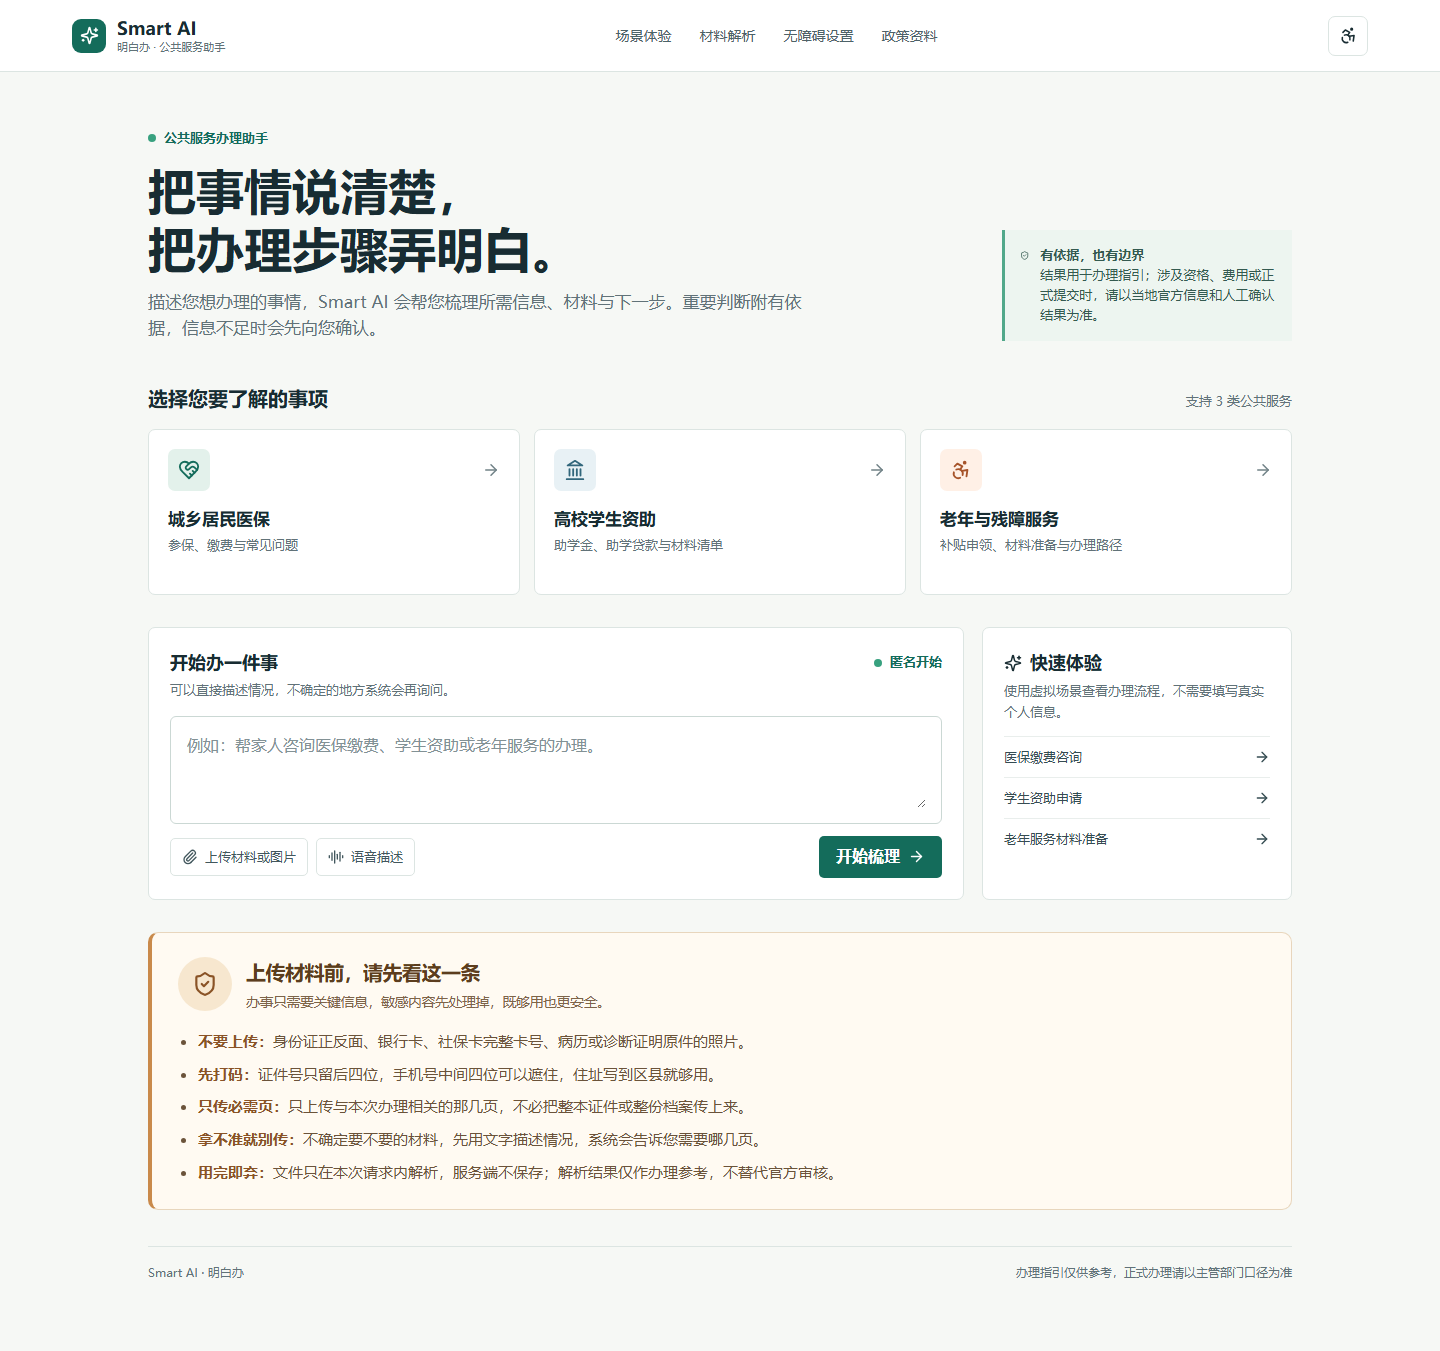 Smart AI
明白办 · 公共服务助手
场景体验
材料解析
无障碍设置
政策资料
公共服务办理助手
把事情说清楚，
把办理步骤弄明白。
描述您想办理的事情，Smart AI 会帮您梳理所需信息、材料与下一步。重要判断附有依
据，信息不足时会先向您确认。
有依据，也有边界
结果用于办理指引；涉及资格、费用或正
式提交时，请以当地官方信息和人工确认
结果为准。
选择您要了解的事项
支持 3 类公共服务
城乡居民医保
参保、缴费与常见问题
高校学生资助
助学金、助学贷款与材料清单
老年与残障服务
补贴申领、材料准备与办理路径
开始办一件事
匿名开始
可以直接描述情况，不确定的地方系统会再询问。
例如：帮家人咨询医保缴费、学生资助或老年服务的办理。
上传材料或图片
语音描述
开始梳理
快速体验
使用虚拟场景查看办理流程，不需要填写真实
个人信息。
医保缴费咨询
学生资助申请
老年服务材料准备
上传材料前，请先看这一条
办事只需要关键信息，敏感内容先处理掉，既够用也更安全。
• 不要上传：身份证正反面、银行卡、社保卡完整卡号、病历或诊断证明原件的照片。
• 先打码：证件号只留后四位，手机号中间四位可以遮住，住址写到区县就够用。
• 只传必需页：只上传与本次办理相关的那几页，不必把整本证件或整份档案传上来。
• 拿不准就别传：不确定要不要的材料，先用文字描述情况，系统会告诉您需要哪几页。
• 用完即弃：文件只在本次请求内解析，服务端不保存；解析结果仅作办理参考，不替代官方审核。
Smart AI · 明白办
办理指引仅供参考，正式办理请以主管部门口径为准